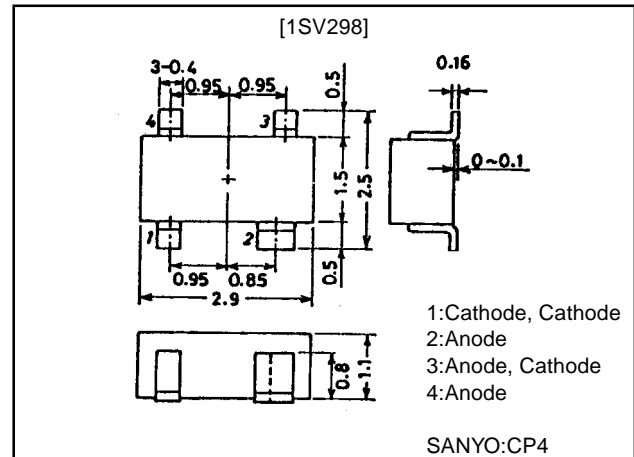 [1SV298]
3-0.4
0.95 0.95
0.5
0.16
4
3
1.5
2.5
0~0.1
1
2
0.5
0.95 0.85
2.9
1:Cathode, Cathode
2:Anode
3:Anode, Cathode
4:Anode
0.8
1.1
SANYO:CP4